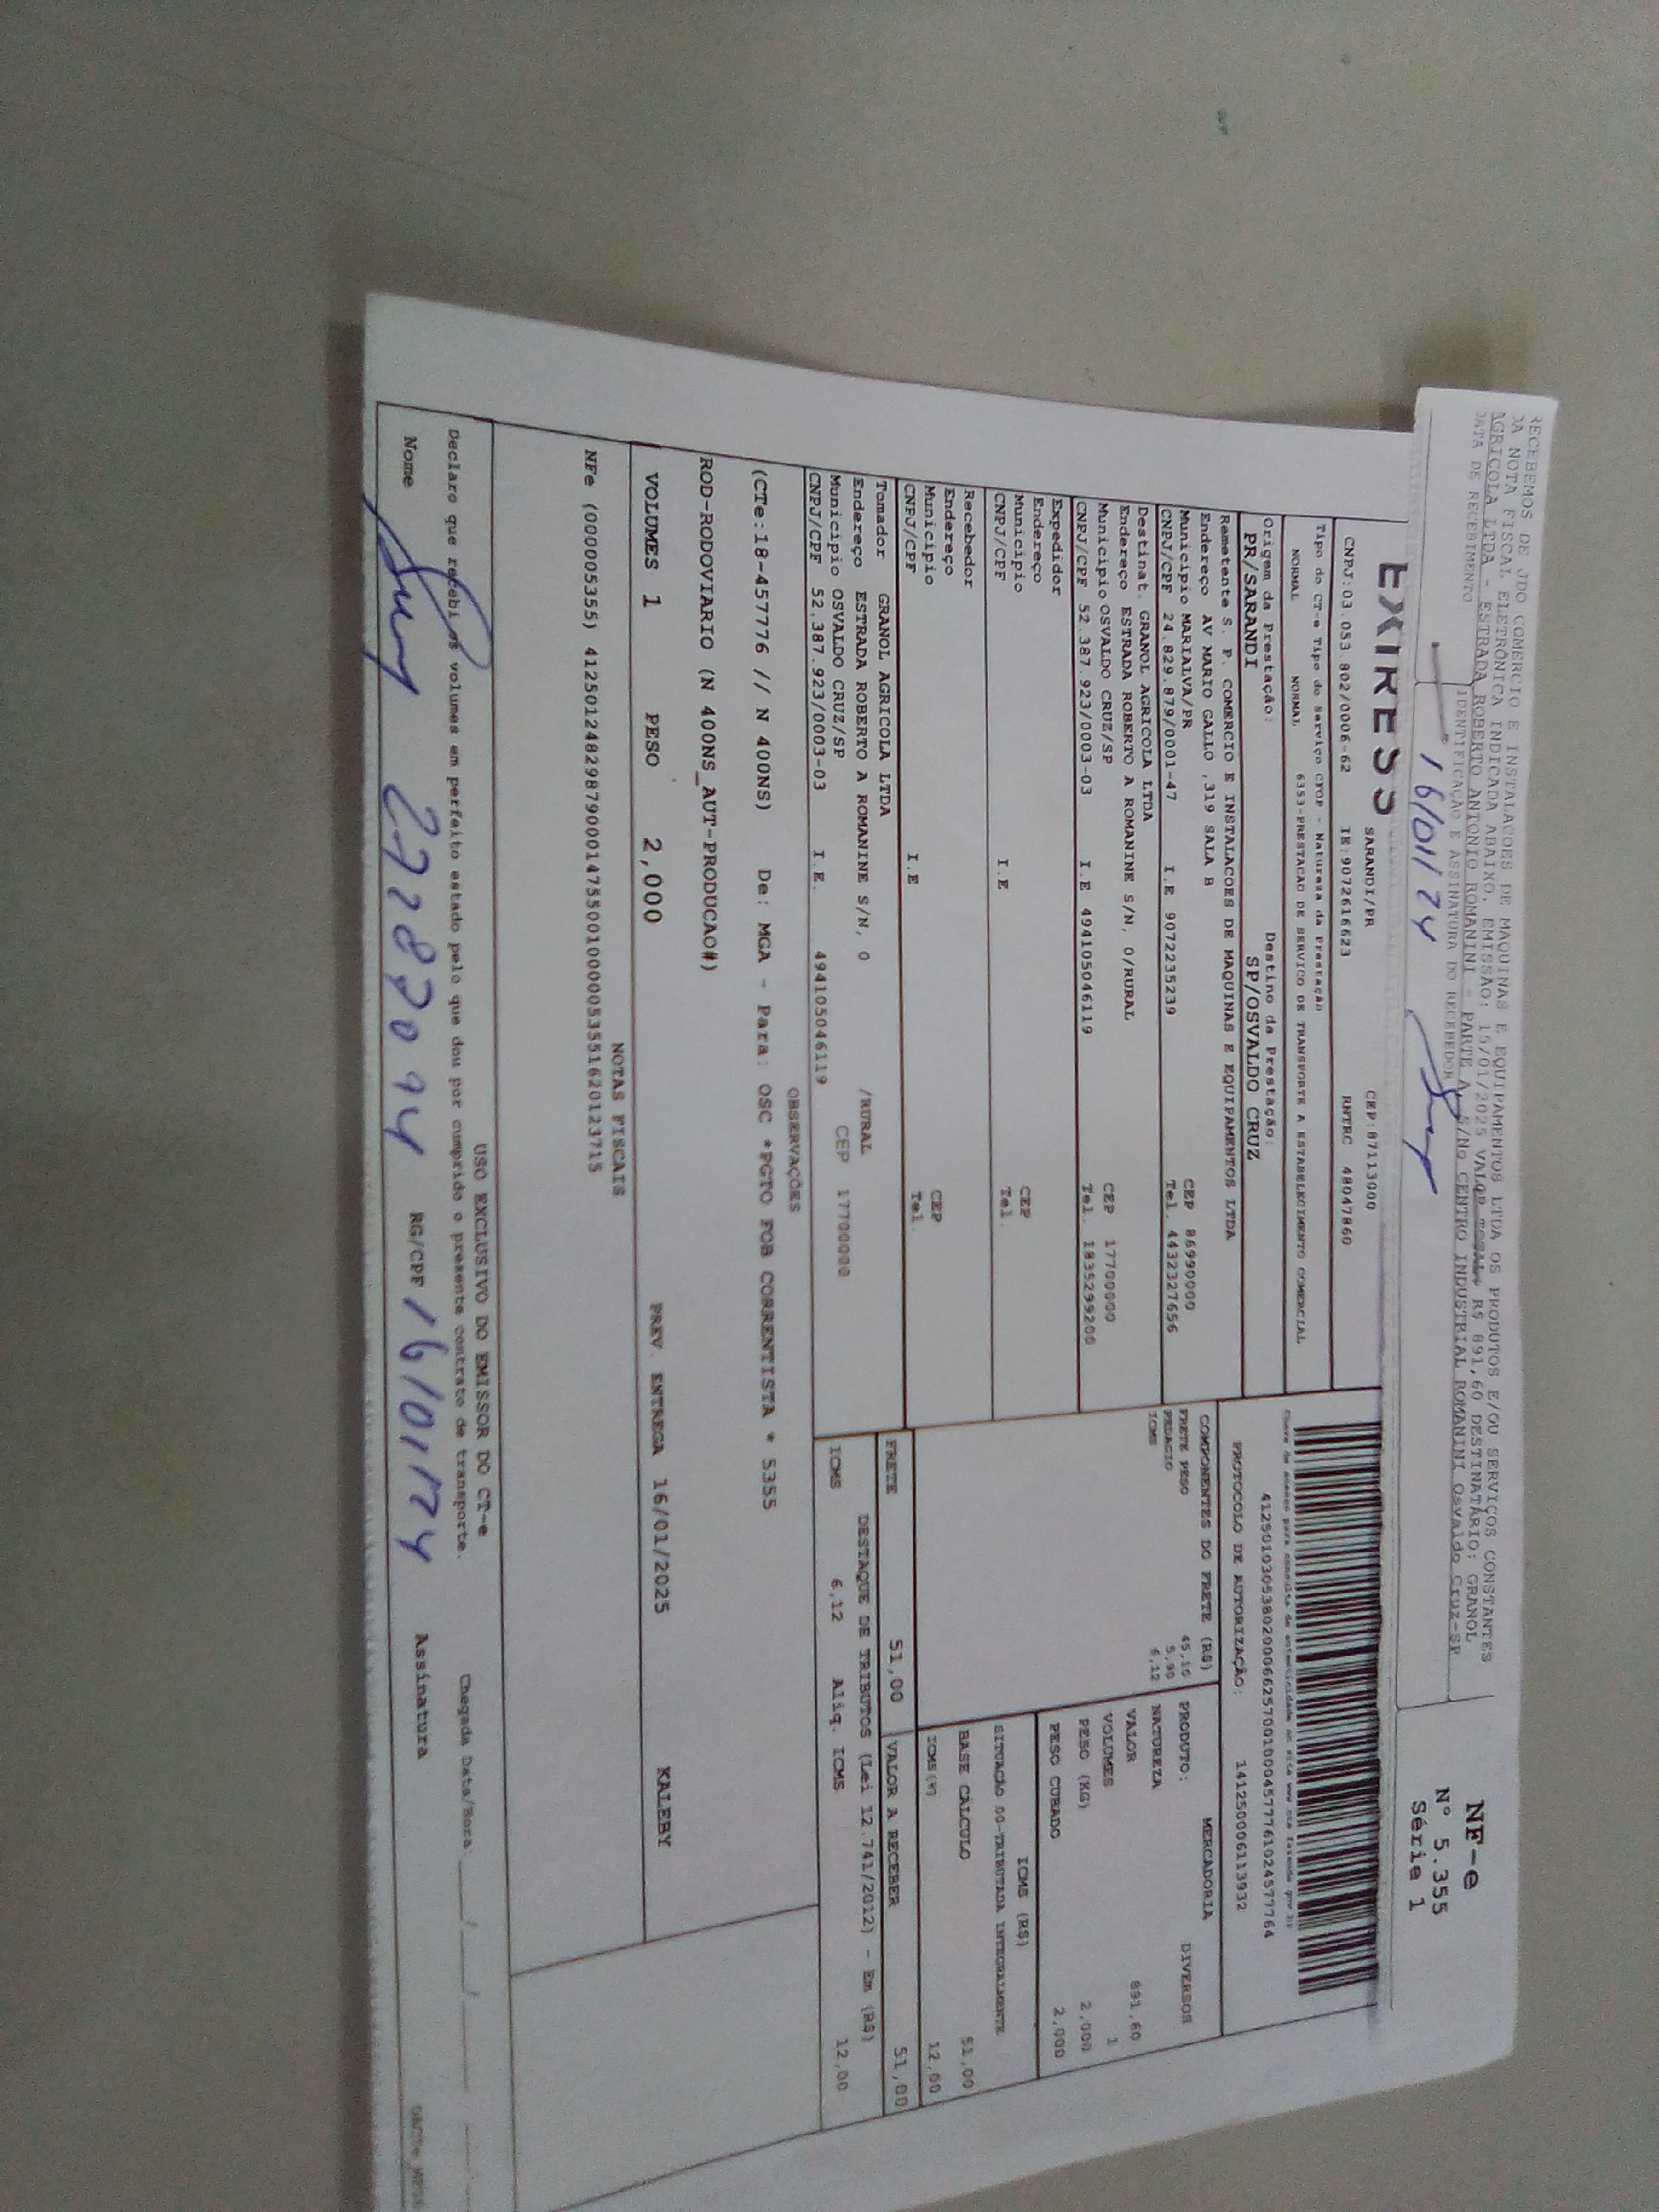 RECEBEMOS DE JDO COMERCIO E INSTALACOES DE MAQUINAS E EQUIPAMENTOS LTDA OS PRODUTOS E/OU SERVIÇOS CONSTANTES
DA NOTA FISCAL ELETRÔNICA INDICADA ABAIXO. EMISSÃO: 15/01/2025 VALOR TOTAL: R$ 891,60 DESTINATÁRIO: GRANOL
AGRICOLA LTDA - ESTRADA ROBERTO ANTONIO ROMANINI - PARTE A, S/No CENTRO INDUSTRIAL ROMANINI Osvaldo Cruz-SP
DATA DE RECEBIMENTO
IDENTIFICAÇÃO E ASSINATURA DO RECEBEDOR
16/01/24
NF-e
Nº 5.355
Série 1
SARANDI/PR CEP:87113000
CNPJ:03.053.802/0006-62 IE:9072616623 RNTRC 48047860
Tipo do CT-e Tipo de Serviço CFOP - Natureza da Prestação
NORMAL NORMAL 6353-PRESTACAO DE SERVICO DE TRANSPORTE A ESTABELECIMENTO COMERCIAL
Origem da Prestação: Destino da Prestação:
PR/SARANDI SP/OSVALDO CRUZ
Remetente S. P. COMERCIO E INSTALACOES DE MAQUINAS E EQUIPAMENTOS LTDA
Endereço AV MARIO GALLO ,319 SALA B CEP 86990000
Municipio MARIALVA/PR Tel. 4432327656
CNPJ/CPF 24.829.879/0001-47 I.E 9072235239
Destinat. GRANOL AGRICOLA LTDA
Endereço ESTRADA ROBERTO A ROMANINE S/N, 0/RURAL
Municipio OSVALDO CRUZ/SP CEP 17700000
CNPJ/CPF 52.387.923/0003-03 I.E 494105046119 Tel. 1835299200
Expedidor
Endereço
Municipio CEP
CNPJ/CPF I.E Tel.
Recebedor
Endereço
Municipio CEP
CNPJ/CPF I.E Tel.
Tomador GRANOL AGRICOLA LTDA
Endereço ESTRADA ROBERTO A ROMANINE S/N, 0 /RURAL
Municipio OSVALDO CRUZ/SP CEP 17700000
CNPJ/CPF 52.387.923/0003-03 I.E. 494105046119
PROTOCOLO DE AUTORIZAÇÃO: 141250006113932
COMPONENTES DO FRETE (R$)
FRETE PESO 45,10
PEDAGIO 5,90
ICMS 6,12
MERCADORIA
PRODUTO: DIVERSOS
NATUREZA
VALOR 891,60
VOLUMES 1
PESO (KG) 2,000
PESO CUBADO 2,000
ICMS (R$)
SITUAÇÃO 00-TRIBUTADA INTEGRALMENTE
BASE CALCULO 51,00
ICMS(%) 12,00
FRETE 51,00 VALOR A RECEBER 51,00
DESTAQUE DE TRIBUTOS (Lei 12.741/2012) - Em (R$)
ICMS 6,12 Aliq. ICMS 12,00
OBSERVAÇÕES
(CTe:18-457776 // N 400NS) De: MGA - Para: OSC *PGTO FOB CORRENTISTA * 5355
ROD-RODOVIARIO (N 400NS_AUT-PRODUCAO#)
VOLUMES 1 PESO 2,000 PREV. ENTREGA 16/01/2025 KALEBY
NOTAS FISCAIS
NFe (000005355) 41250124829879000147550010000053551620123715
USO EXCLUSIVO DO EMISSOR DO CT-e
Declaro que recebi os volumes em perfeito estado pelo que dou por cumprido o presente contrato de transporte. Chegada Data/Hora ___/___/___
Nome RG/CPF 16/01/24 Assinatura